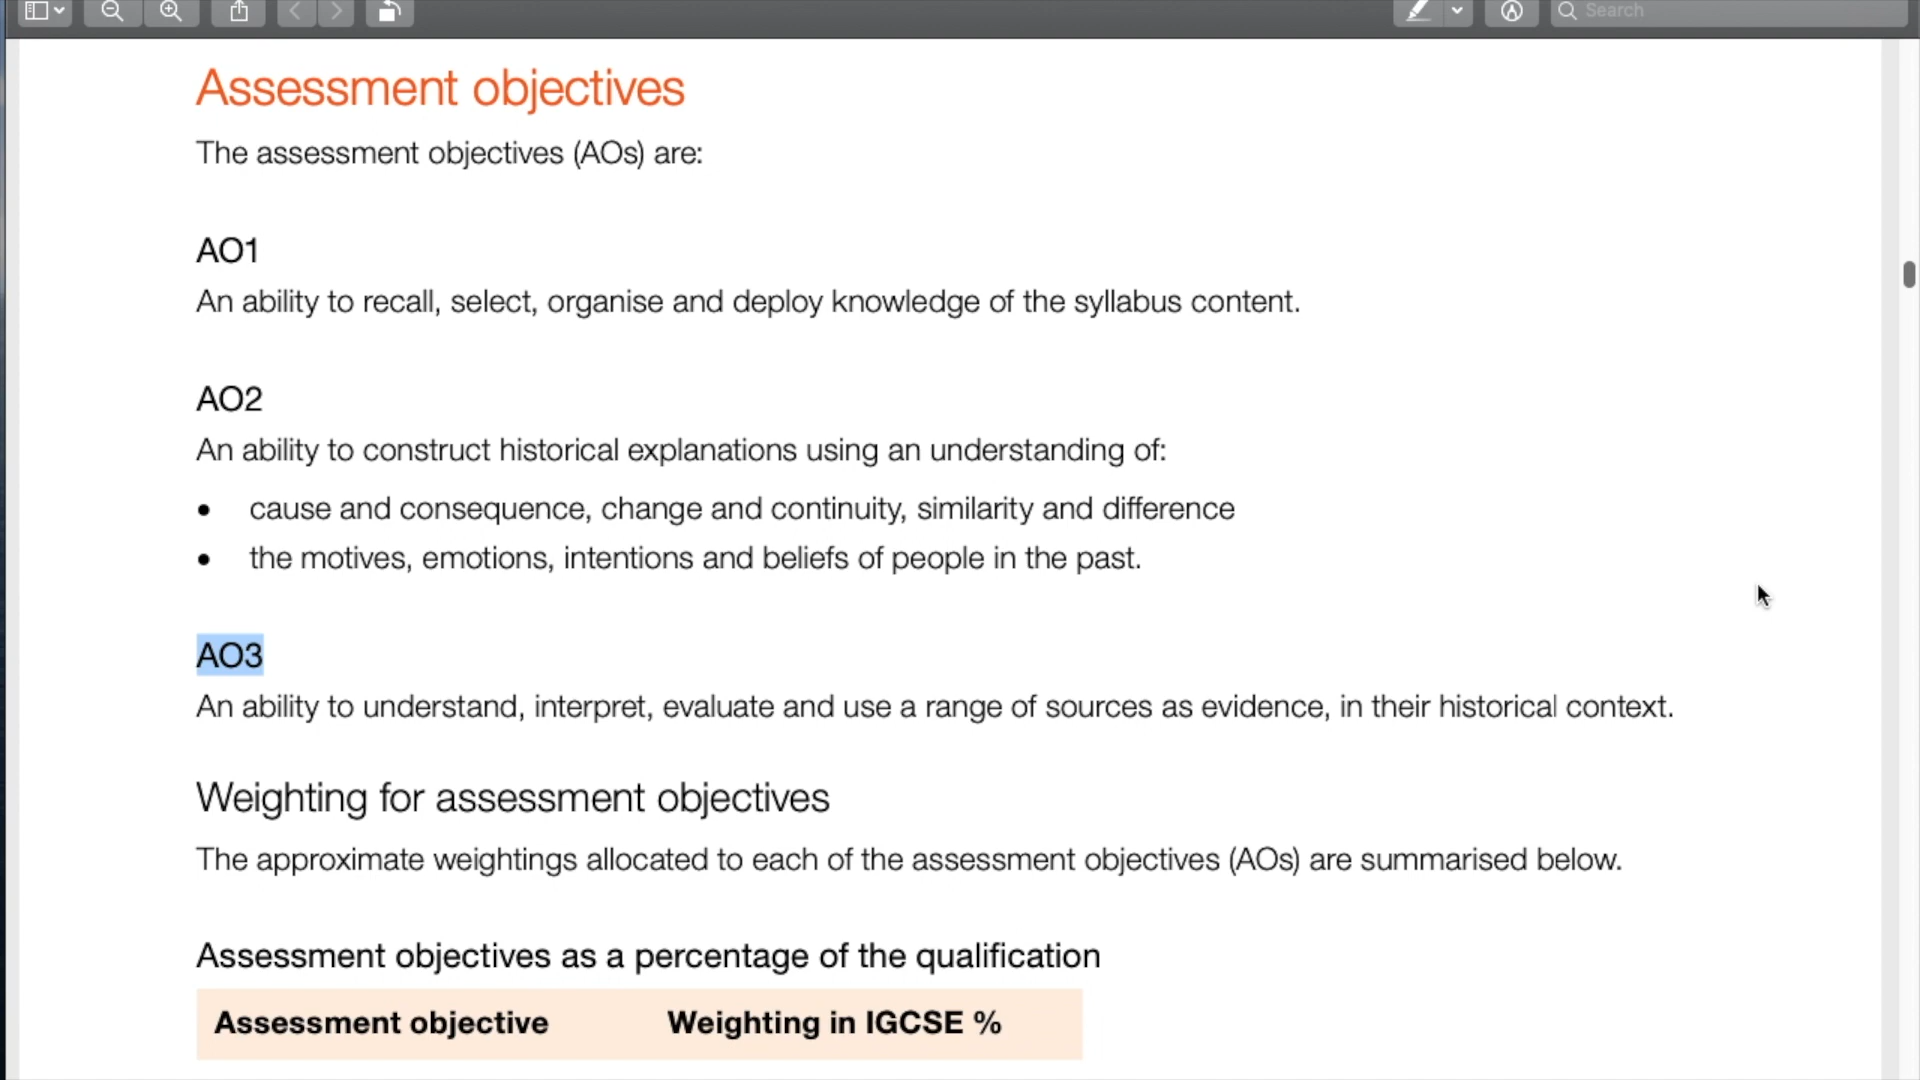 Search
Assessment objectives
The assessment objectives (AOs) are:
AO1
An ability to recall, select, organise and deploy knowledge of the syllabus content.
AO2
An ability to construct historical explanations using an understanding of:
• cause and consequence, change and continuity, similarity and difference
• the motives, emotions, intentions and beliefs of people in the past.
AO3
An ability to understand, interpret, evaluate and use a range of sources as evidence, in their historical context.
Weighting for assessment objectives
The approximate weightings allocated to each of the assessment objectives (AOs) are summarised below.
Assessment objectives as a percentage of the qualification
Assessment objective Weighting in IGCSE %